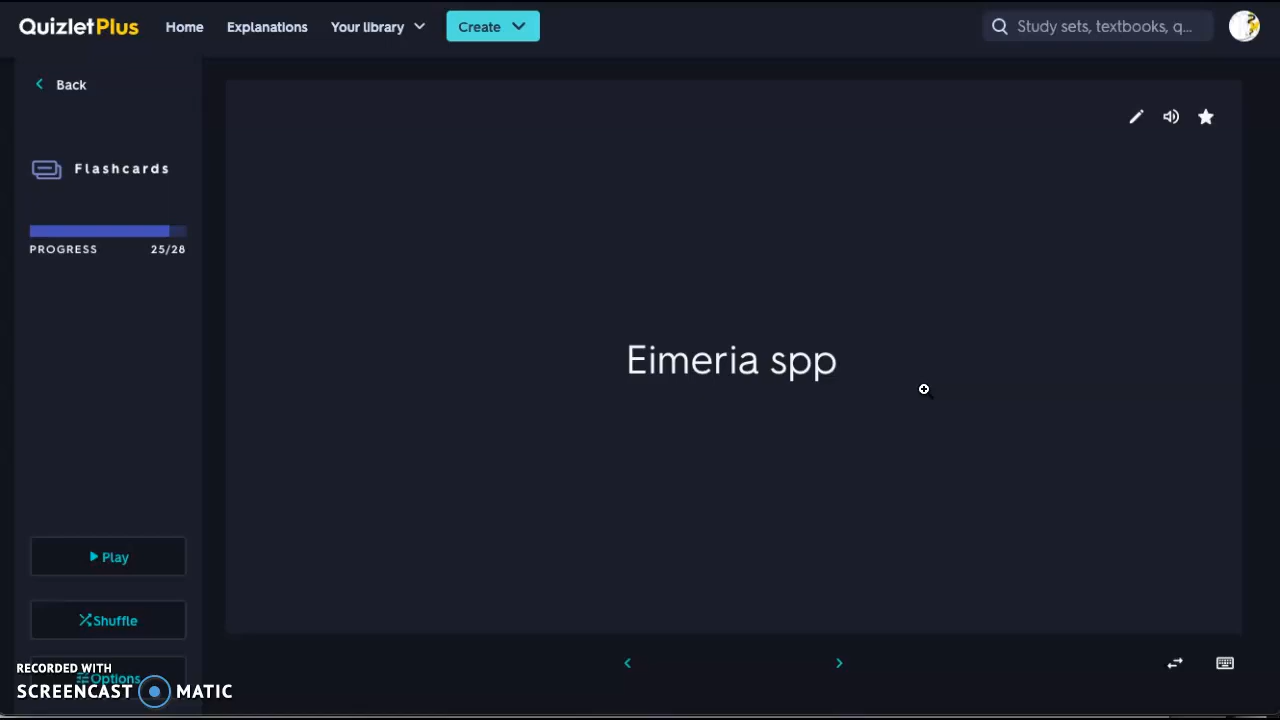 QuizletPlus Home Explanations Your library Create Study sets, textbooks, q...
Back
Flashcards
PROGRESS 25/28
Eimeria spp
Play
Shuffle
Options
RECORDED WITH
SCREENCAST MATIC